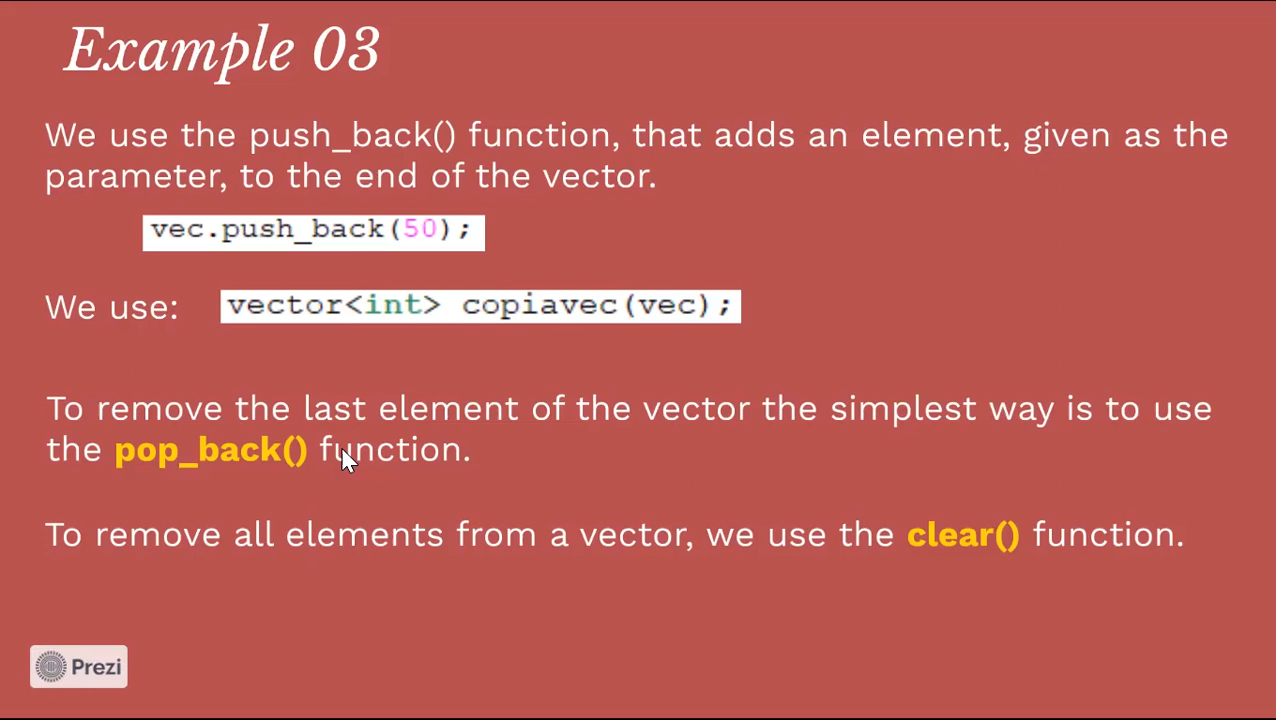 Example 03
We use the push_back() function, that adds an element, given as the
parameter, to the end of the vector.
vec.push_back(50);
We use: vector<int> copiavec(vec);
To remove the last element of the vector the simplest way is to use
the pop_back() function.
To remove all elements from a vector, we use the clear() function.
Prezi